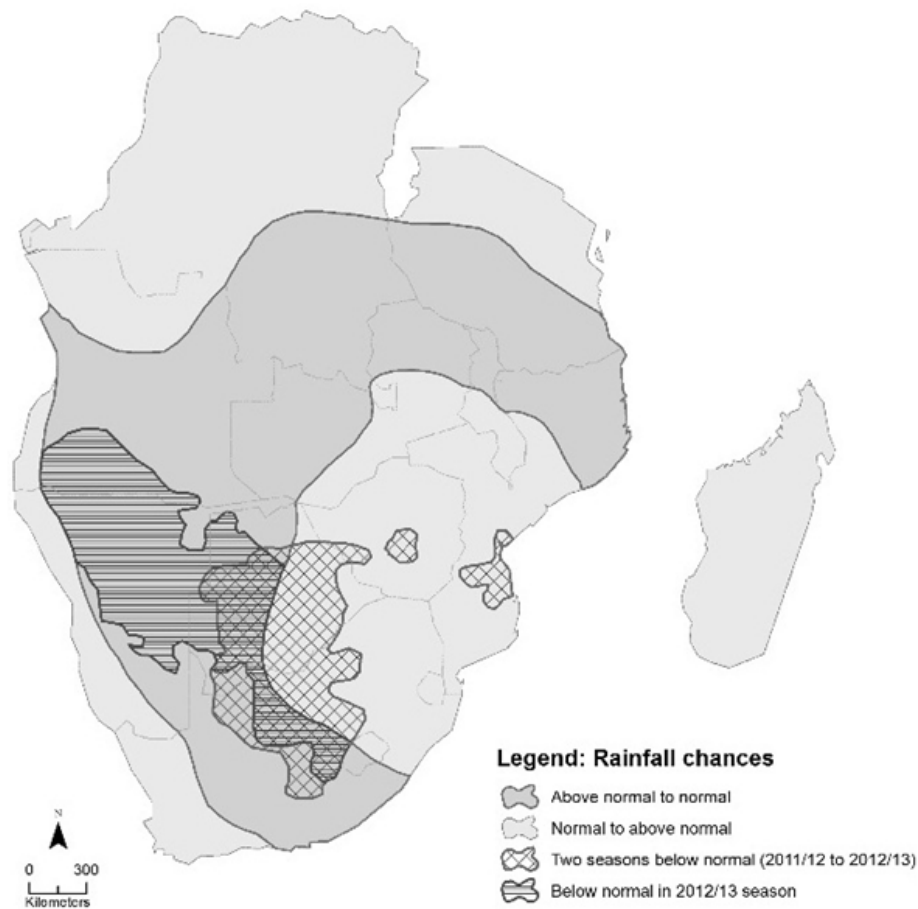 Legend: Rainfall chances
Above normal to normal
Normal to above normal
Two seasons below normal (2011/12 to 2012/13)
Below normal in 2012/13 season
N
0 300
Kilometers